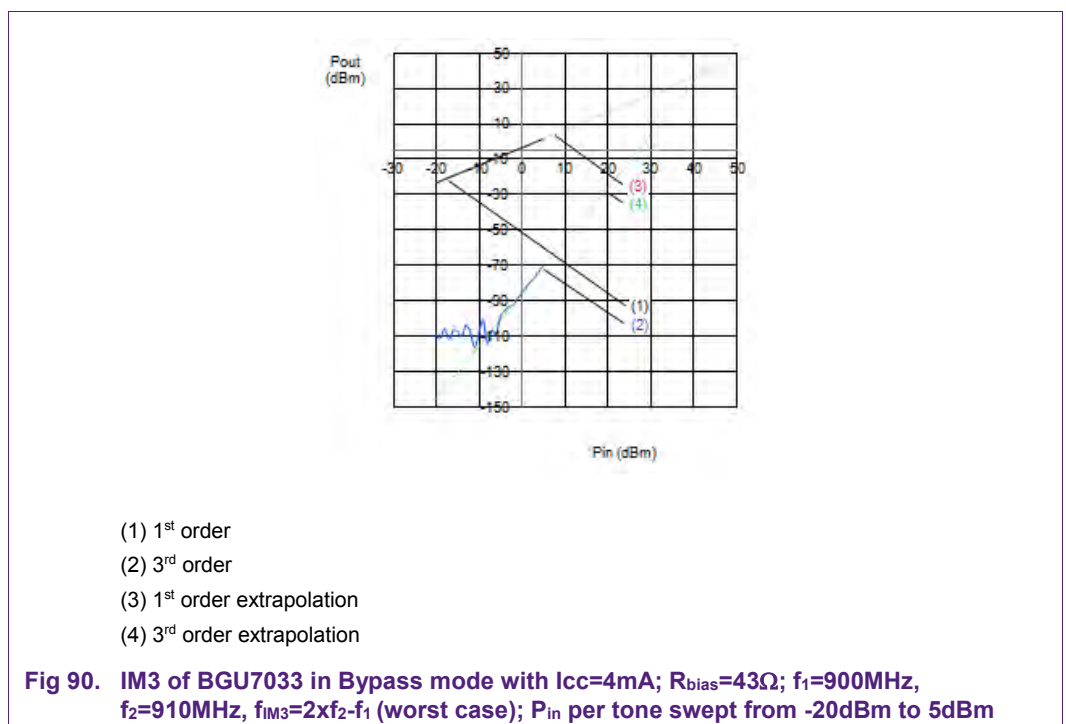 Pout
(dBm)
50
30
10
-10
-30 -20 -10 0 10 20 30 40 50
(3)
-30
(4)
-50
-70
-90
(1)
(2)
-110
-130
-150
Pin (dBm)
(1) 1st order
(2) 3rd order
(3) 1st order extrapolation
(4) 3rd order extrapolation
Fig 90. IM3 of BGU7033 in Bypass mode with Icc=4mA; Rbias=43Ω; f1=900MHz,
f2=910MHz, fIM3=2xf2-f1 (worst case); Pin per tone swept from -20dBm to 5dBm